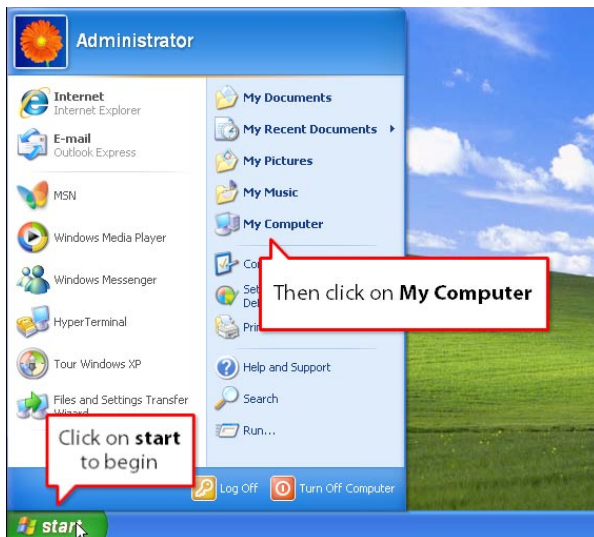 Administrator
Internet
Internet Explorer
E-mail
Outlook Express
MSN
Windows Media Player
Windows Messenger
HyperTerminal
Tour Windows XP
Files and Settings Transfer
My Documents
My Recent Documents
My Pictures
My Music
My Computer
Then click on My Computer
Help and Support
Search
Run...
Click on start
to begin
Log Off
Turn Off Computer
start